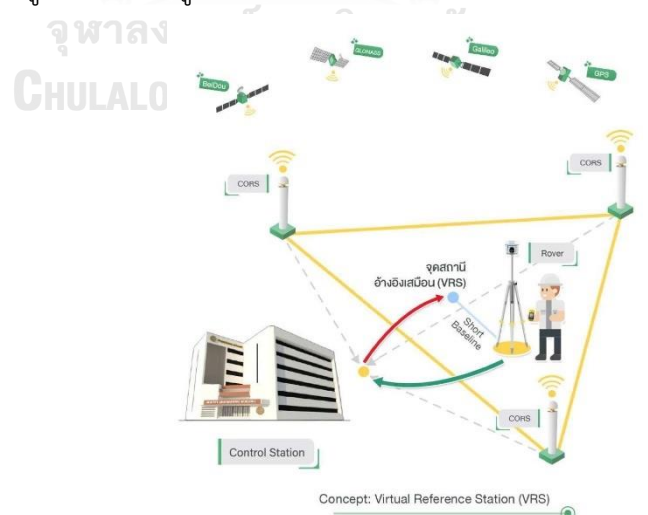 จุฬาลง
CHULALO
BeiDou
GLONASS
Galileo
GPS
CORS
CORS
จุดสถานี
อ้างอิงเสมือน (VRS)
Rover
Short
Baseline
CORS
Control Station
Concept: Virtual Reference Station (VRS)